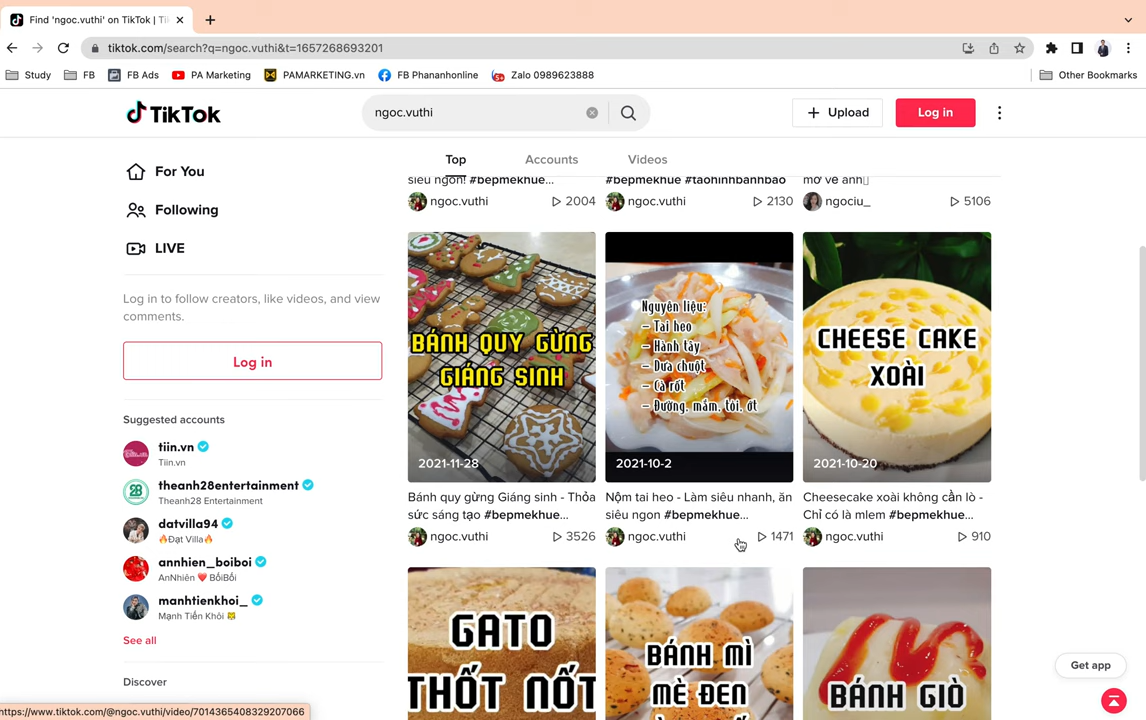 Find 'ngoc.vuthi' on TikTok | Ti
tiktok.com/search?q=ngoc.vuthi&t=1657268693201
Study
FB
FB Ads
PA Marketing
PAMARKETING.vn
FB Phananhonline
Zalo 0989623888
Other Bookmarks
TikTok
ngoc.vuthi
Upload
Log in
Top
Accounts
Videos
For You
Following
LIVE
Log in to follow creators, like videos, and view
comments.
Log in
Suggested accounts
tiin.vn
Tiin.vn
theanh28entertainment
Theanh28 Entertainment
datvilla94
🔥Đạt Villa🔥
annhien_boiboi
AnNhiên ❤️ BốiBối
manhtienkhoi_
Mạnh Tiến Khôi 🐯
See all
Discover
siêu ngon! #bepmekhue...
#bepmekhue #taohinhbanhbao
mơ về anh
ngoc.vuthi
2004
ngoc.vuthi
2130
ngociu_
5106
BÁNH QUY GỪNG
GIÁNG SINH
2021-11-28
Nguyên liệu:
- Tai heo
- Hành tây
- Dưa chuột
- Cà rốt
- Đường, mắm, tỏi, ớt
2021-10-2
CHEESE CAKE
XOÀI
2021-10-20
Bánh quy gừng Giáng sinh - Thỏa
sức sáng tạo #bepmekhue...
ngoc.vuthi
3526
Nộm tai heo - Làm siêu nhanh, ăn
siêu ngon #bepmekhue...
ngoc.vuthi
1471
Cheesecake xoài không cần lò -
Chỉ có là mlem #bepmekhue...
ngoc.vuthi
910
GATO
THỐT NỐT
BÁNH MÌ
MÈ ĐEN
BÁNH GIÒ
Get app
https://www.tiktok.com/@ngoc.vuthi/video/7014365408329207066